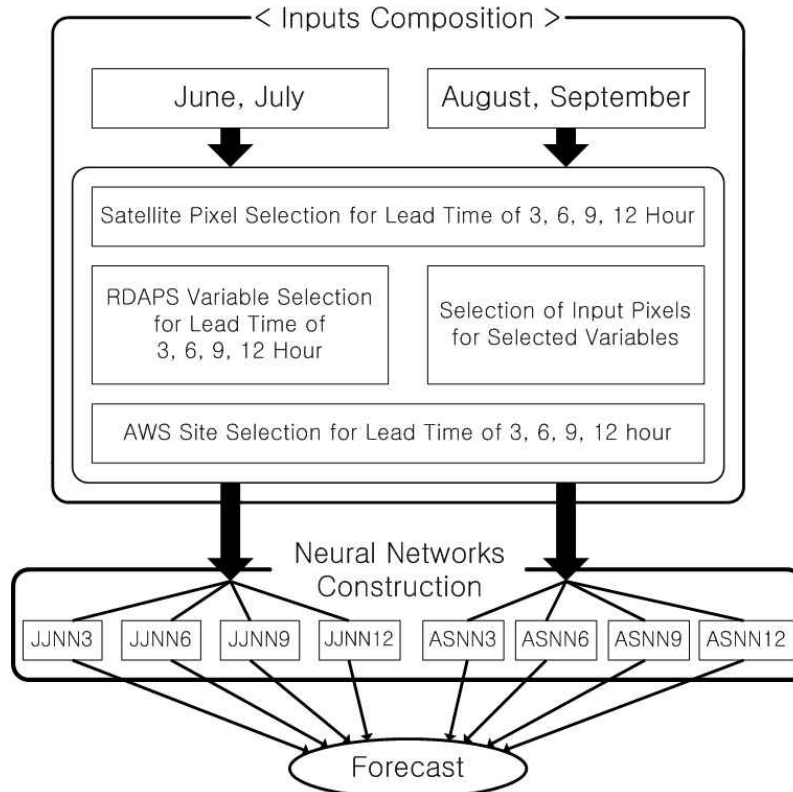 < Inputs Composition >
June, July
August, September
Satellite Pixel Selection for Lead Time of 3, 6, 9, 12 Hour
RDAPS Variable Selection
for Lead Time of
3, 6, 9, 12 Hour
Selection of Input Pixels
for Selected Variables
AWS Site Selection for Lead Time of 3, 6, 9, 12 hour
Neural Networks
Construction
JJNN3
JJNN6
JJNN9
JJNN12
ASNN3
ASNN6
ASNN9
ASNN12
Forecast